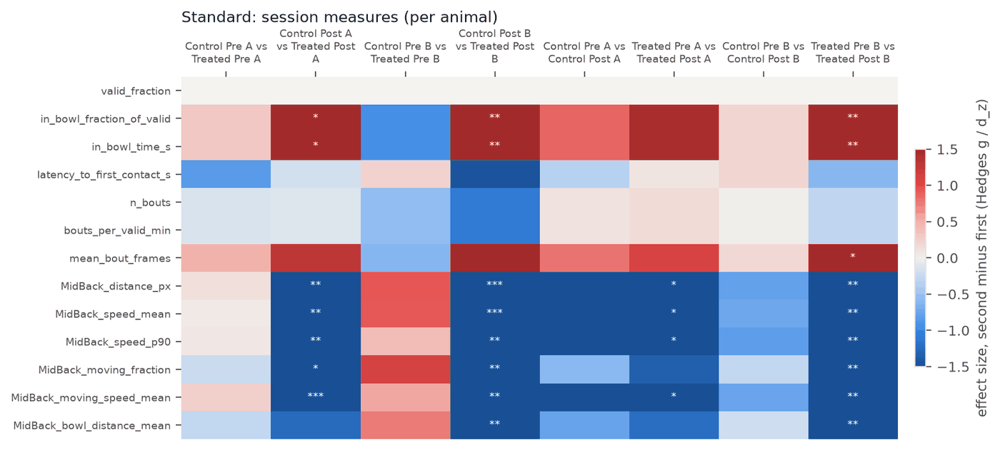 Standard: session measures (per animal)
Control Pre A vs
Treated Pre A
Control Post A
vs Treated Post
A
Control Pre B vs
Treated Pre B
Control Post B
vs Treated Post
B
Control Pre A vs
Control Post A
Treated Pre A vs
Treated Post A
Control Pre B vs
Control Post B
Treated Pre B vs
Treated Post B
valid_fraction
in_bowl_fraction_of_valid
* ** **
in_bowl_time_s
* ** **
latency_to_first_contact_s
n_bouts
bouts_per_valid_min
mean_bout_frames
*
MidBack_distance_px
** *** * **
MidBack_speed_mean
** *** * **
MidBack_speed_p90
** ** * **
MidBack_moving_fraction
* ** **
MidBack_moving_speed_mean
*** ** * **
MidBack_bowl_distance_mean
** **
1.5
1.0
0.5
0.0
−0.5
−1.0
−1.5
effect size, second minus first (Hedges g / d_z)